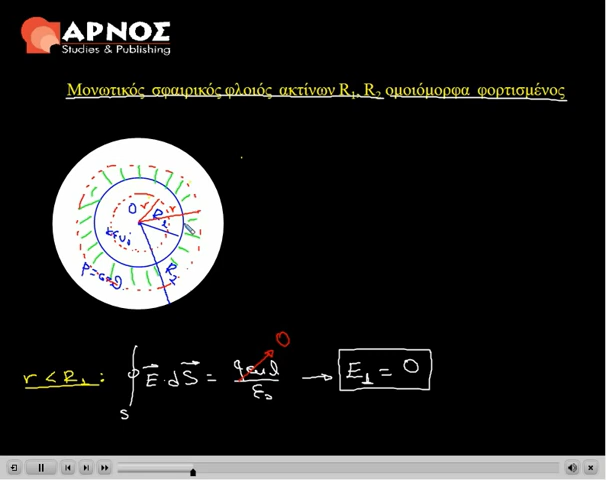 ΑΡΝΟΣ
Studies & Publishing
Μονωτικός σφαιρικός φλοιός ακτίνων R₁, R₂ ομοιόμορφα φορτισμένος
O
r
r
R₁
κενό
R₂
ρ=σταθ
r < R₁ : ∮ E⃗ · dS⃗ = qεγκλ / ε₀ → E₁ = 0
S
0